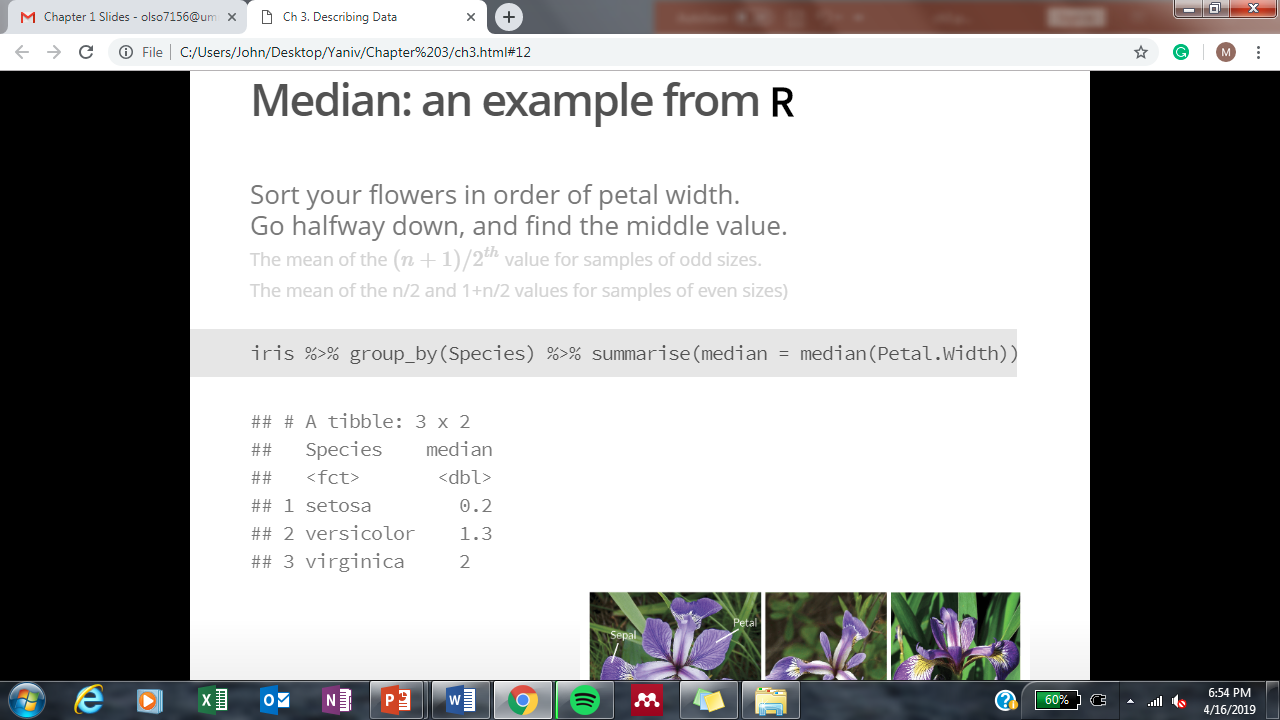 Chapter 1 Slides - olso7156@um
Ch 3. Describing Data
File | C:/Users/John/Desktop/Yaniv/Chapter%203/ch3.html#12
M
Median: an example from R
Sort your flowers in order of petal width.
Go halfway down, and find the middle value.
The mean of the (n + 1)/2^th value for samples of odd sizes.
The mean of the n/2 and 1+n/2 values for samples of even sizes)
iris %>% group_by(Species) %>% summarise(median = median(Petal.Width))
## # A tibble: 3 x 2
##   Species    median
##   <fct>       <dbl>
## 1 setosa        0.2
## 2 versicolor    1.3
## 3 virginica     2
Sepal
Petal
60%
6:54 PM
4/16/2019